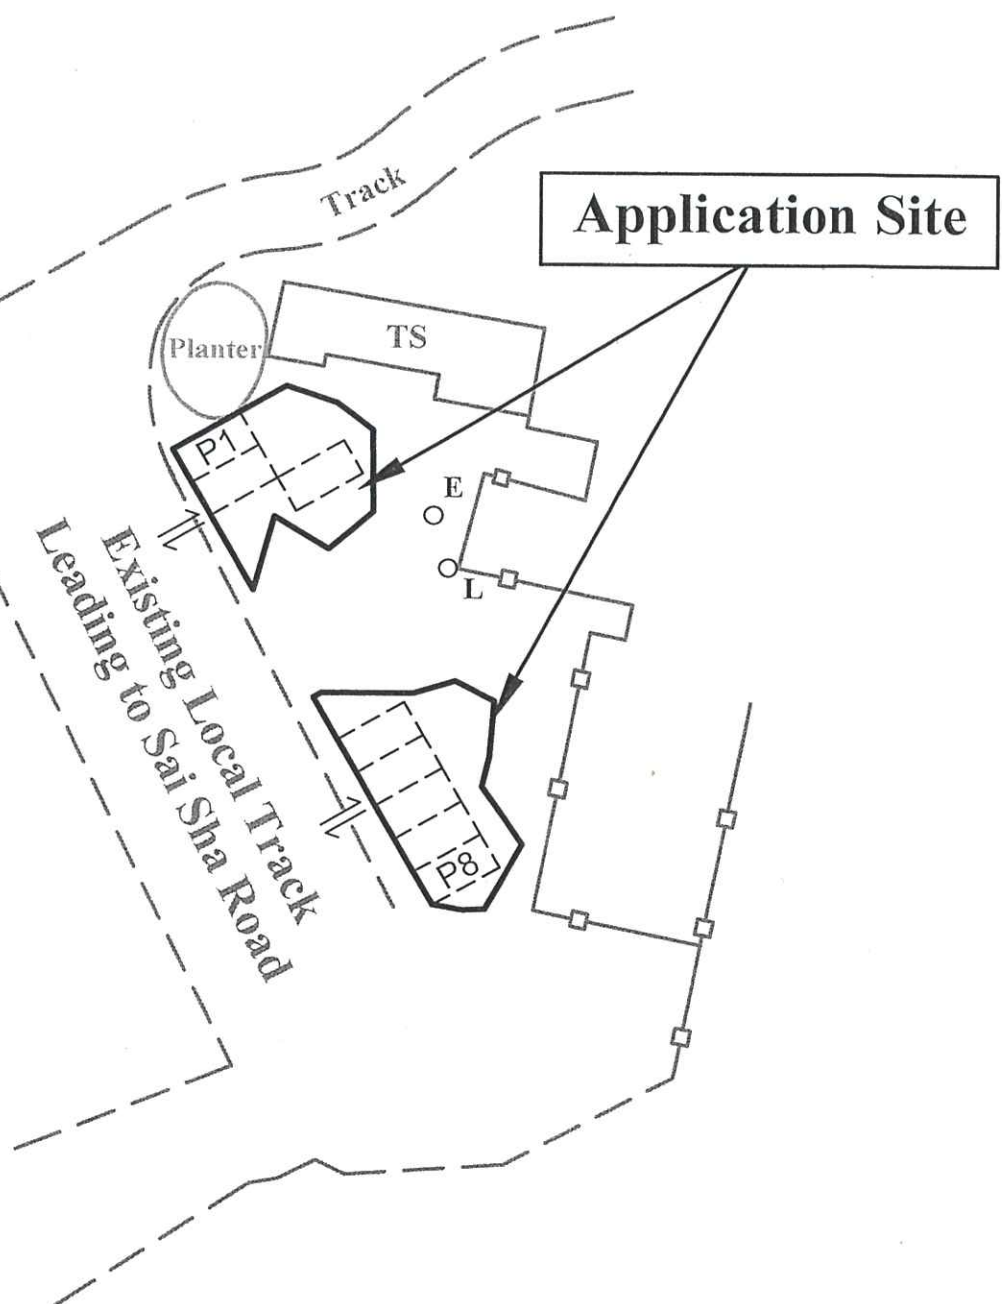 Track
Application Site
TS
Planter
P1
E
L
Existing Local Track
Leading to Sai Sha Road
P8